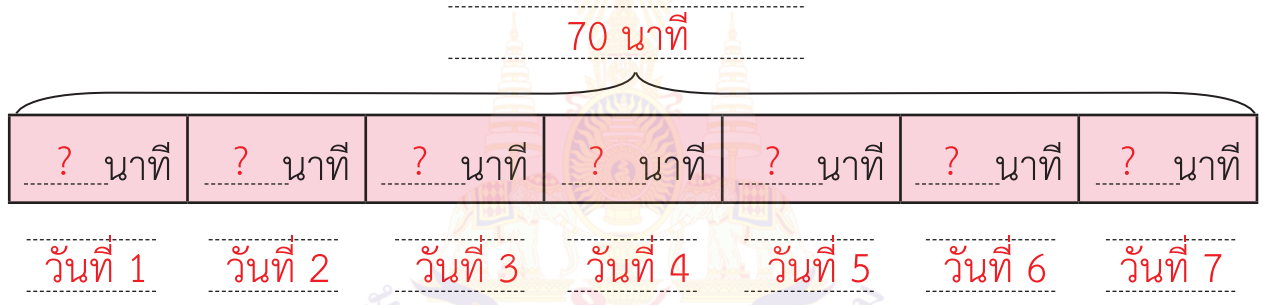 70 นาที
? นาที ? นาที ? นาที ? นาที ? นาที ? นาที ? นาที
วันที่ 1 วันที่ 2 วันที่ 3 วันที่ 4 วันที่ 5 วันที่ 6 วันที่ 7